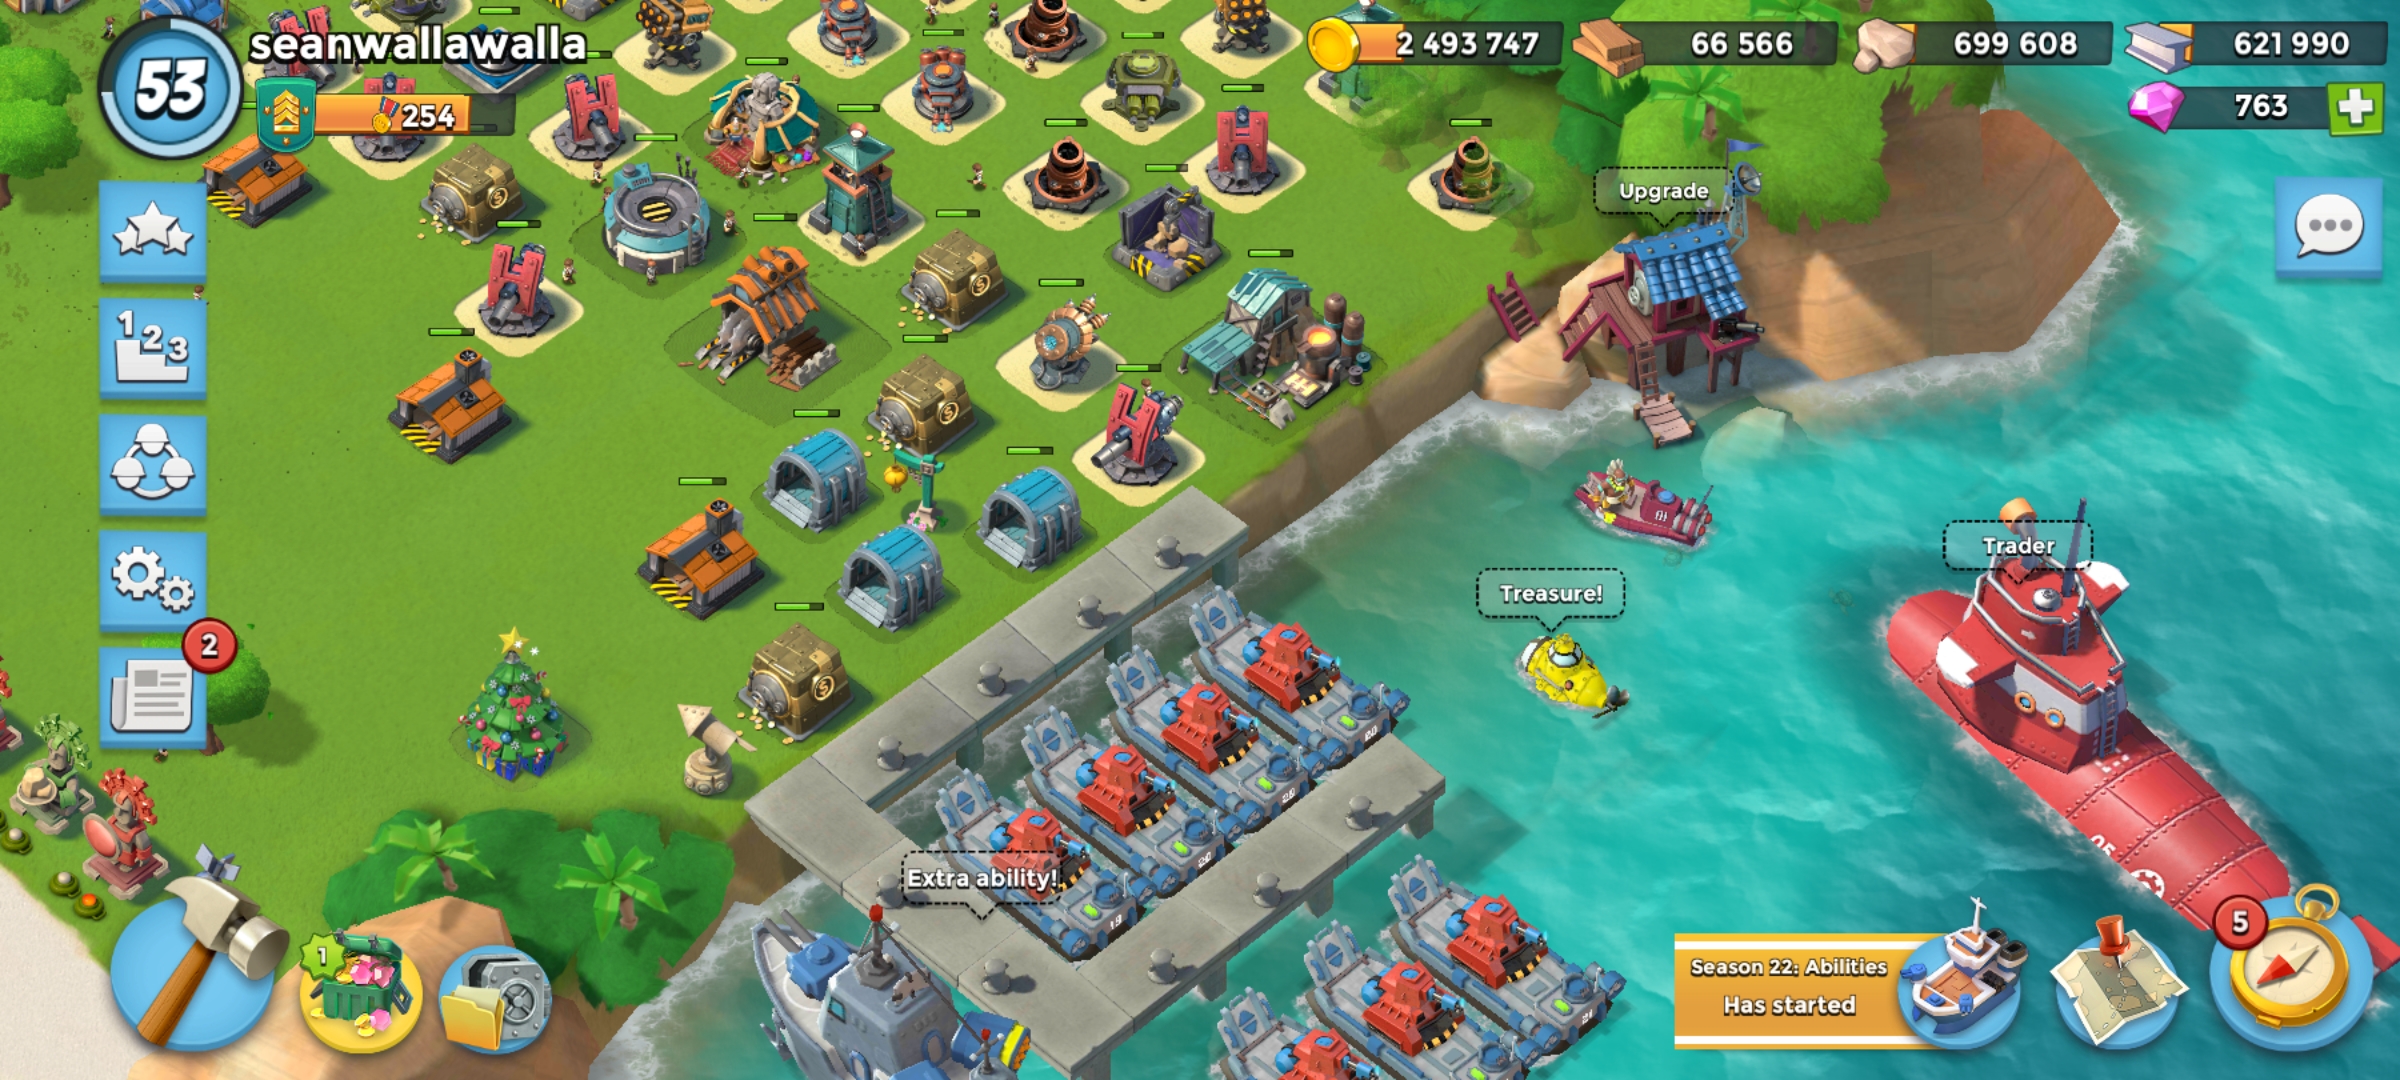 53
seanwallawalla
254
2 493 747
66 566
699 608
621 990
763
Upgrade
123
Trader
Treasure!
2
Extra ability!
1
5
Season 22: Abilities
Has started